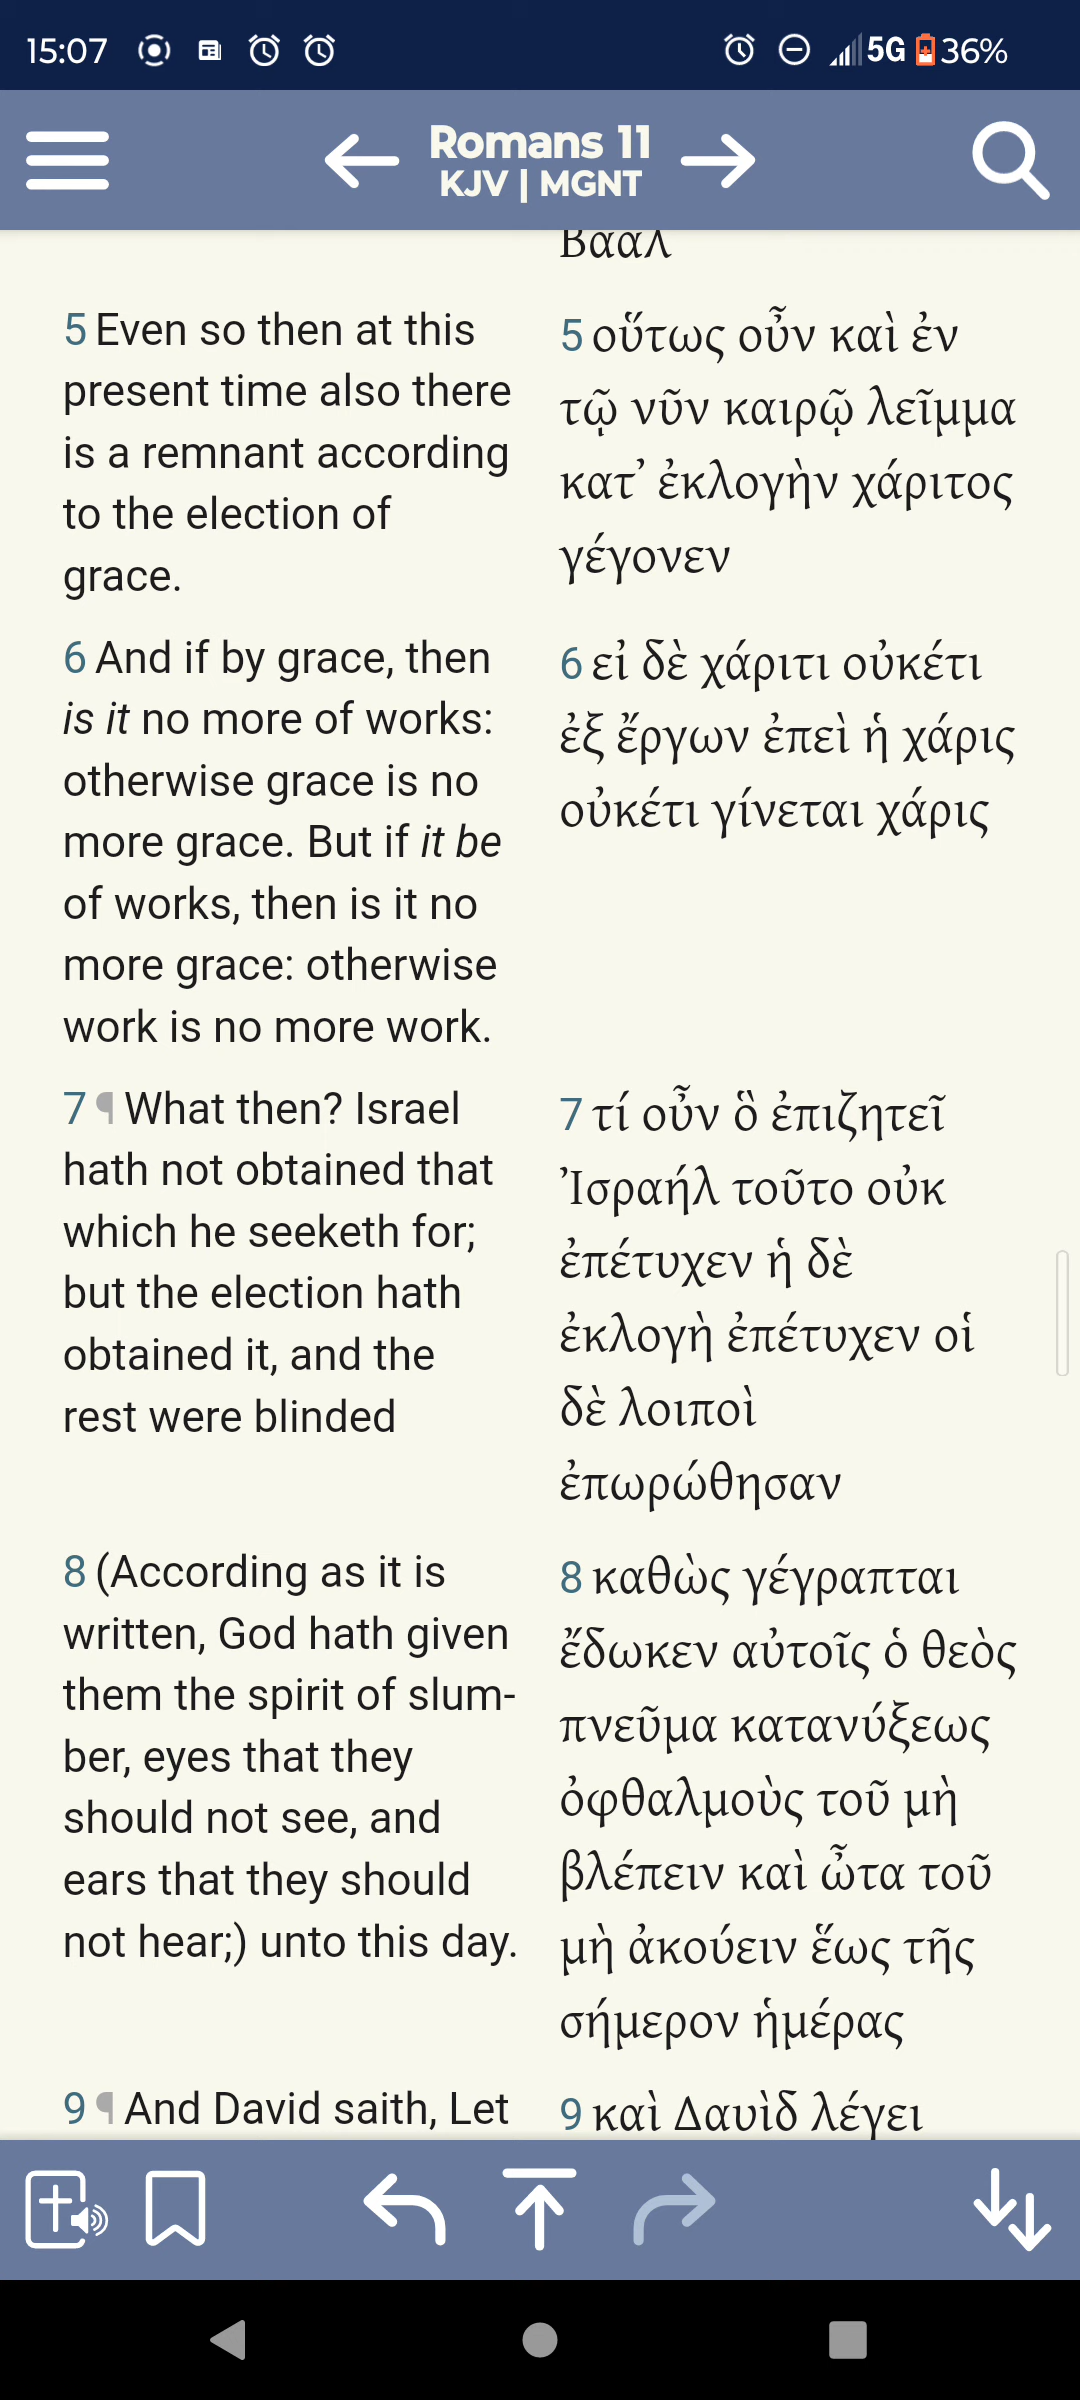 15:07
5G 36%
Romans 11
KJV | MGNT
Βααλ
5 Even so then at this
present time also there
is a remnant according
to the election of
grace.
5 οὕτως οὖν καὶ ἐν
τῷ νῦν καιρῷ λεῖμμα
κατ’ ἐκλογὴν χάριτος
γέγονεν
6 And if by grace, then
is it no more of works:
otherwise grace is no
more grace. But if it be
of works, then is it no
more grace: otherwise
work is no more work.
6 εἰ δὲ χάριτι οὐκέτι
ἐξ ἔργων ἐπεὶ ἡ χάρις
οὐκέτι γίνεται χάρις
7 ¶ What then? Israel
hath not obtained that
which he seeketh for;
but the election hath
obtained it, and the
rest were blinded
7 τί οὖν ὃ ἐπιζητεῖ
Ἰσραήλ τοῦτο οὐκ
ἐπέτυχεν ἡ δὲ
ἐκλογὴ ἐπέτυχεν οἱ
δὲ λοιποὶ
ἐπωρώθησαν
8 (According as it is
written, God hath given
them the spirit of slum-
ber, eyes that they
should not see, and
ears that they should
not hear;) unto this day.
8 καθὼς γέγραπται
ἔδωκεν αὐτοῖς ὁ θεὸς
πνεῦμα κατανύξεως
ὀφθαλμοὺς τοῦ μὴ
βλέπειν καὶ ὦτα τοῦ
μὴ ἀκούειν ἕως τῆς
σήμερον ἡμέρας
9 ¶ And David saith, Let
9 καὶ Δαυὶδ λέγει